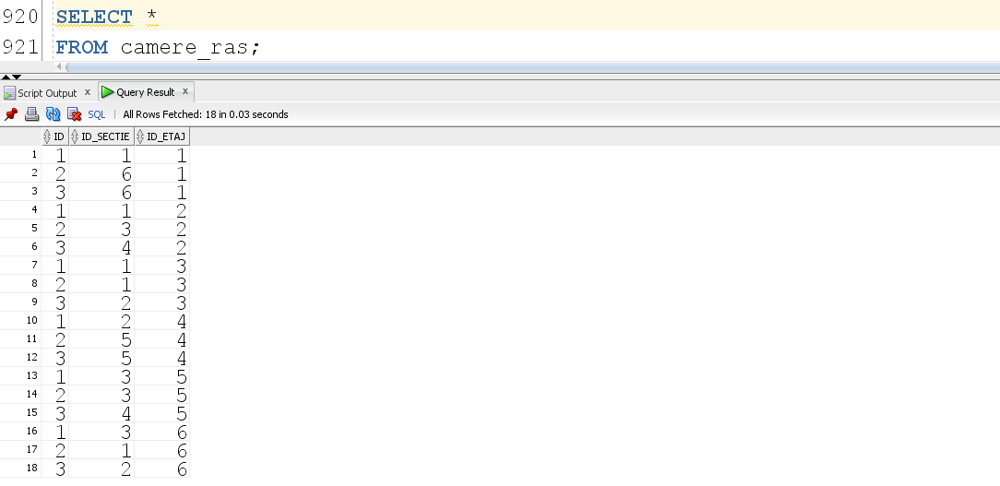 920 SELECT *
921 FROM camere_ras;
Script Output x Query Result x
SQL | All Rows Fetched: 18 in 0.03 seconds
ID ID_SECTIE ID_ETAJ
1 1 1 1
2 2 6 1
3 3 6 1
4 1 1 2
5 2 3 2
6 3 4 2
7 1 1 3
8 2 1 3
9 3 2 3
10 1 2 4
11 2 5 4
12 3 5 4
13 1 3 5
14 2 3 5
15 3 4 5
16 1 3 6
17 2 1 6
18 3 2 6